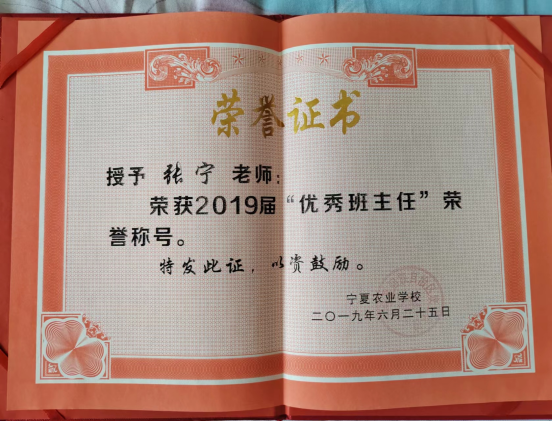 荣誉证书
授予 张宁 老师：
荣获2019届“优秀班主任”荣
誉称号。
特发此证，以资鼓励。
宁夏农业学校
二〇一九年六月二十五日